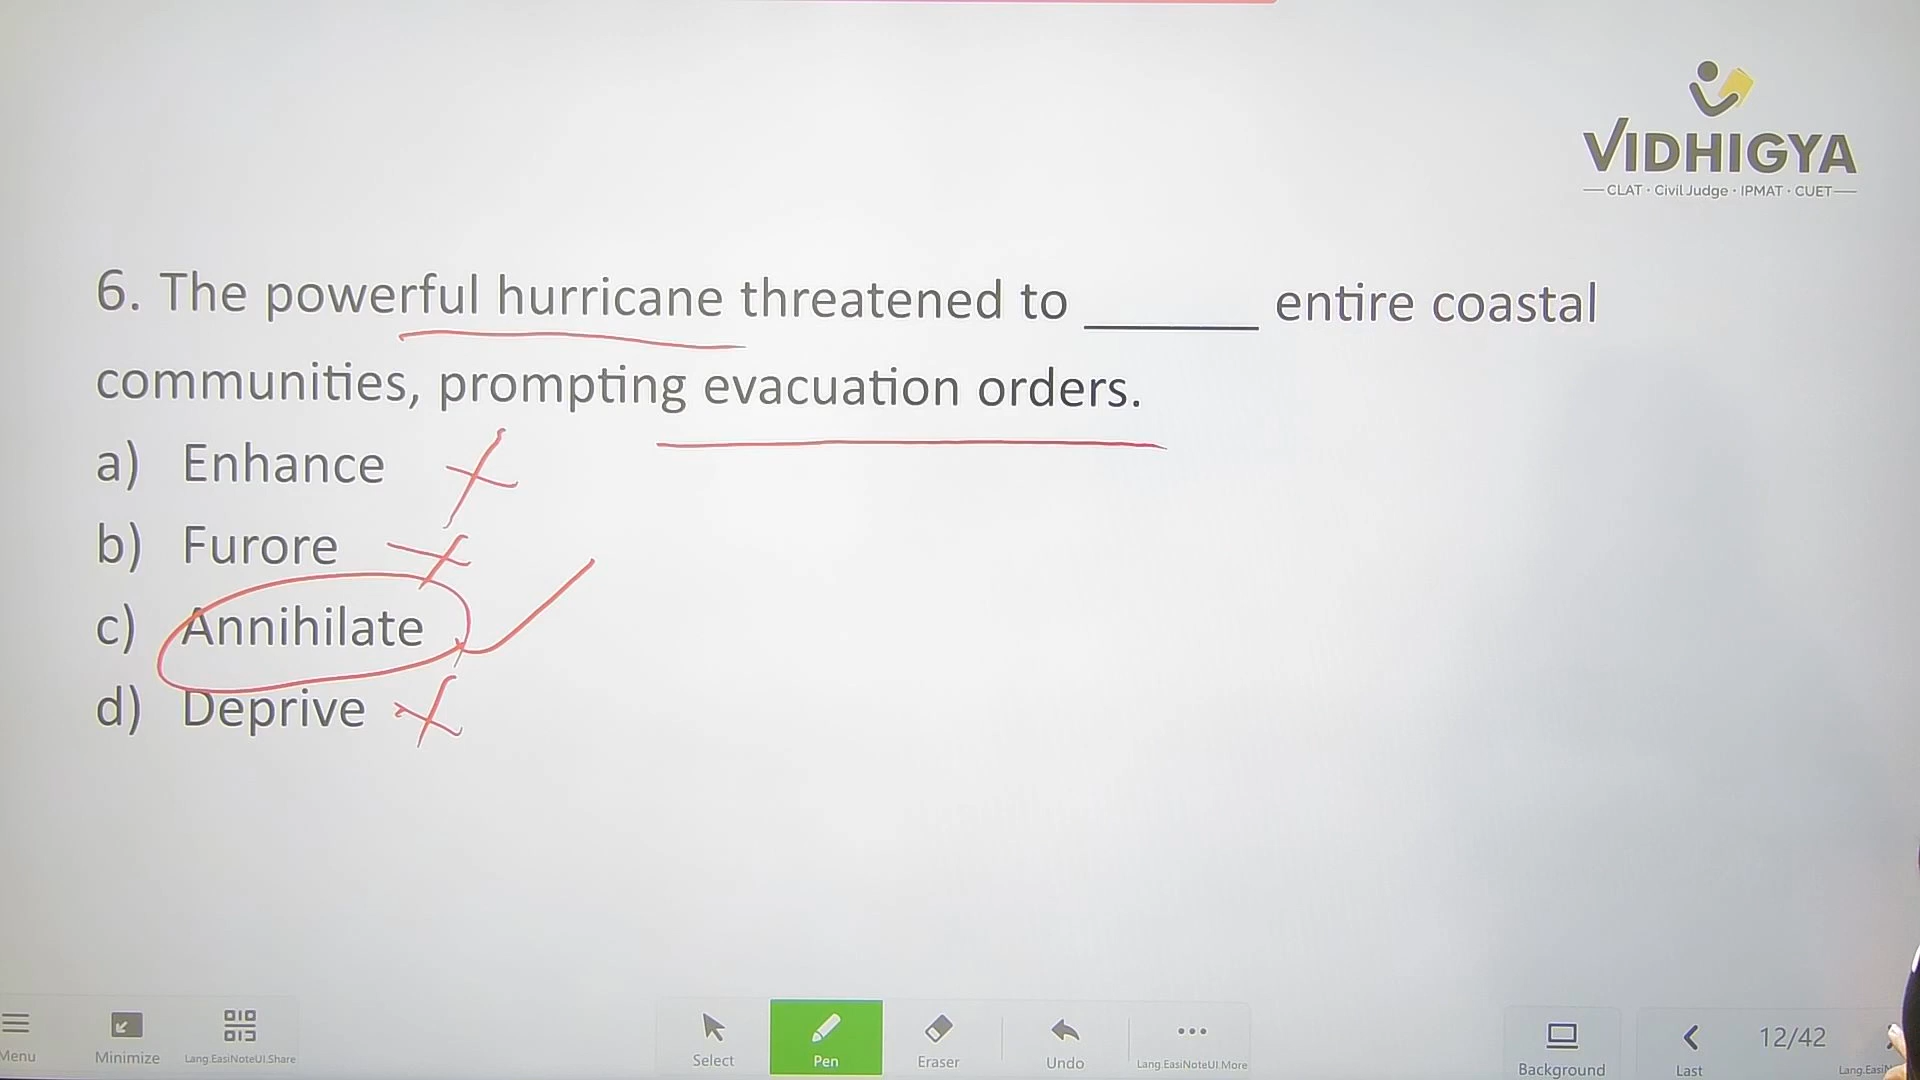 VIDHIGYA
CLAT · Civil Judge · IPMAT · CUET
6. The powerful hurricane threatened to _______ entire coastal
communities, prompting evacuation orders.
a) Enhance
b) Furore
c) Annihilate
d) Deprive
Menu
Minimize
Lang.EasiNoteUI.Share
Select
Pen
Eraser
Undo
Lang.EasiNoteUI.More
Background
Last
12/42